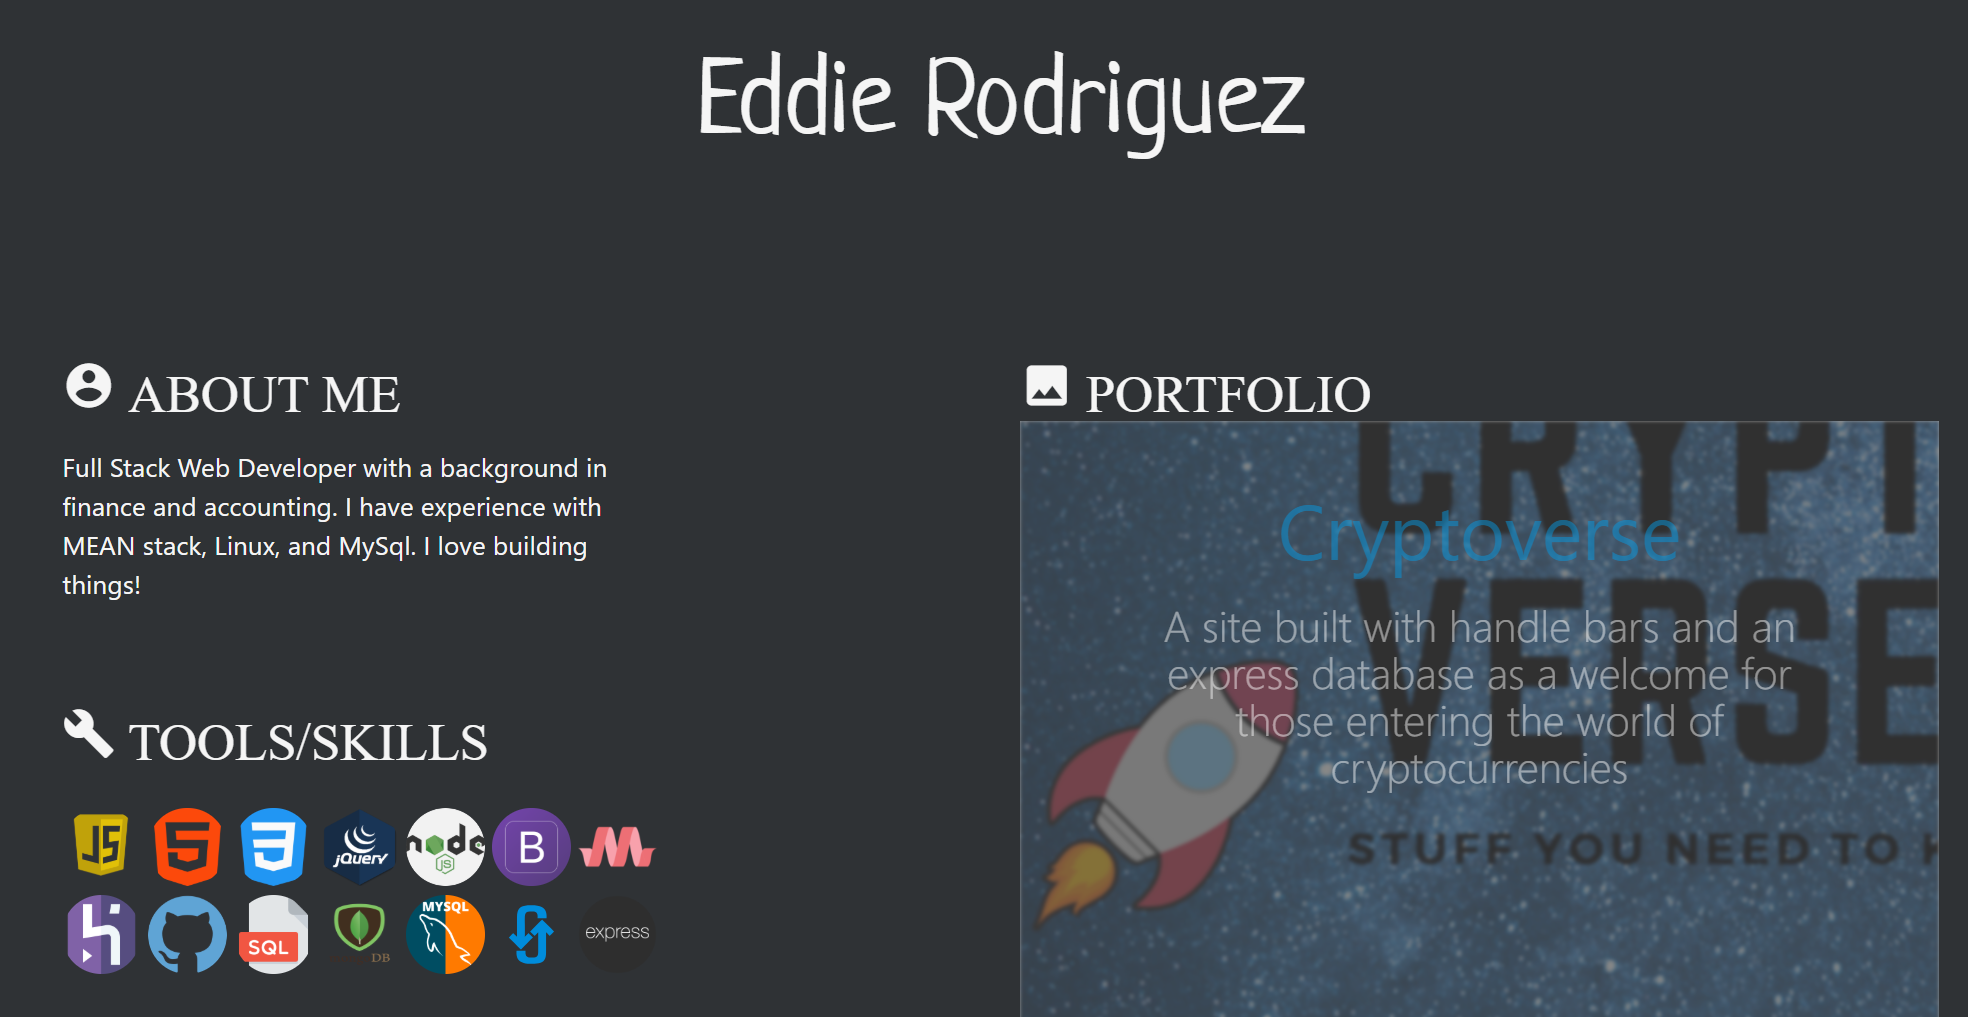 Eddie Rodriguez
ABOUT ME
Full Stack Web Developer with a background in
finance and accounting. I have experience with
MEAN stack, Linux, and MySql. I love building
things!
TOOLS/SKILLS
JS
jQuery
node
JS
B
SQL
DB
MYSQL
express
PORTFOLIO
CRYPT
VERSE
STUFF YOU NEED TO
Cryptoverse
A site built with handle bars and an
express database as a welcome for
those entering the world of
cryptocurrencies